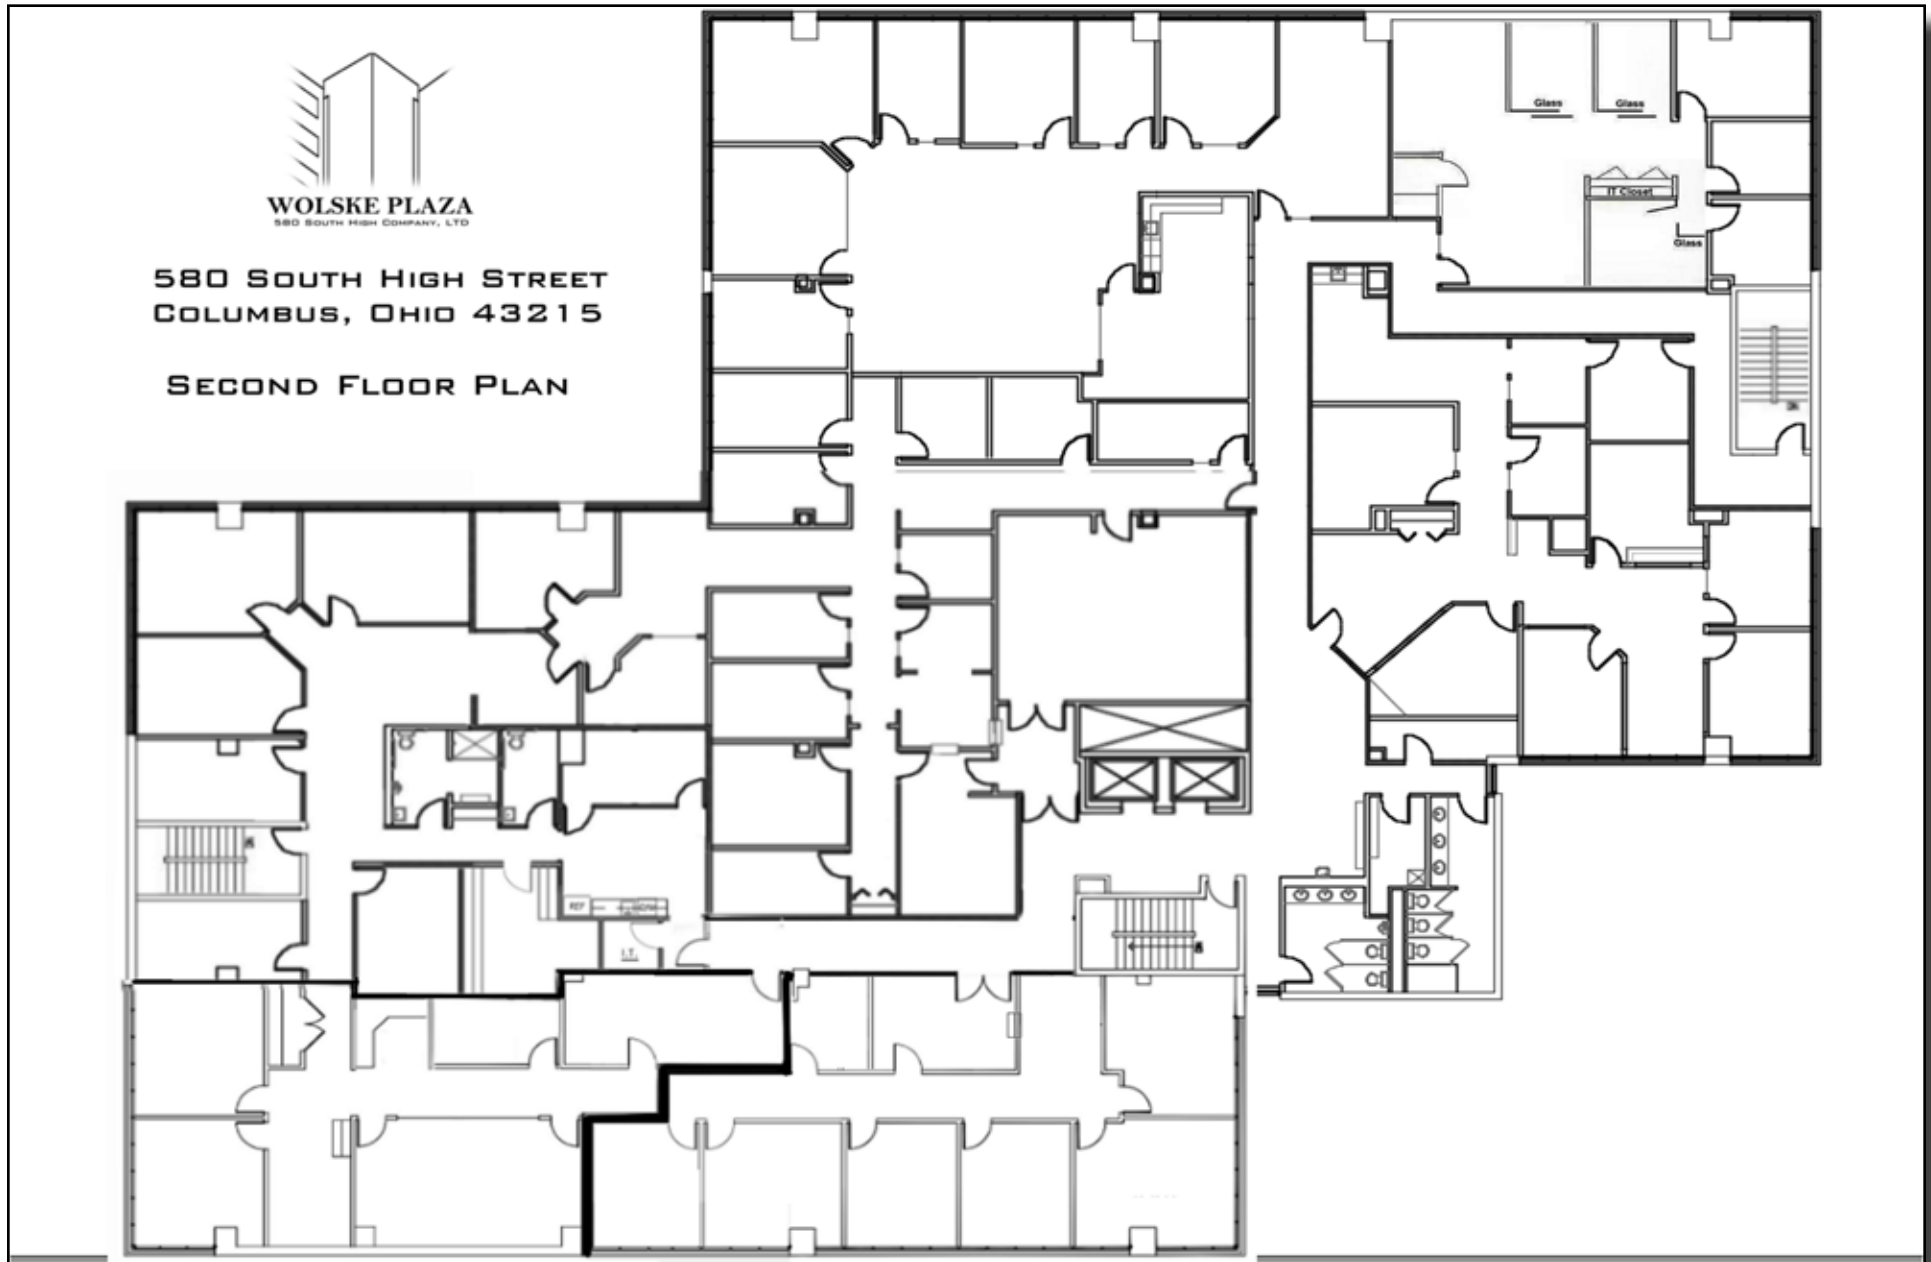 WOLSKE PLAZA
580 SOUTH HIGH COMPANY, LTD
580 SOUTH HIGH STREET
COLUMBUS, OHIO 43215
SECOND FLOOR PLAN
Glass
Glass
IT Closet
Glass
REF
I.T.